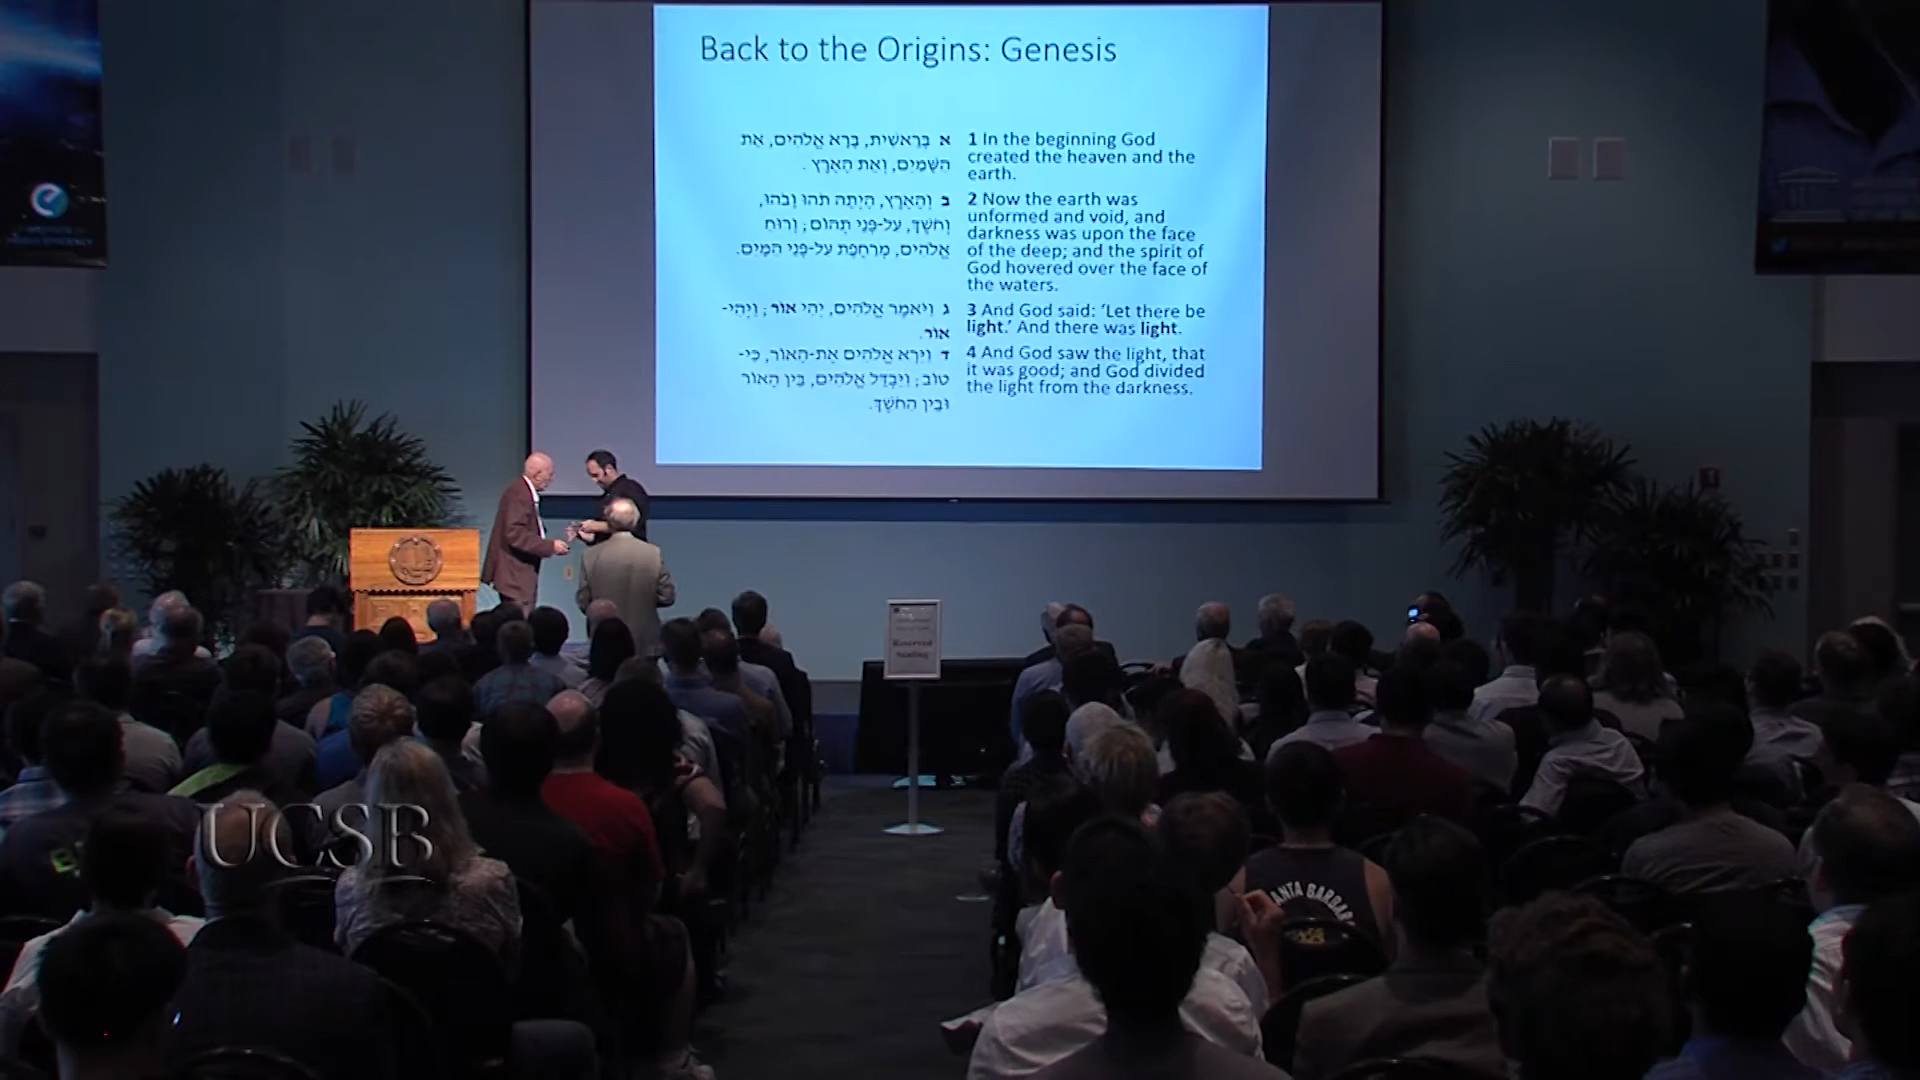 Back to the Origins: Genesis
א בְּרֵאשִׁית, בָּרָא אֱלֹהִים, אֵת
הַשָּׁמַיִם, וְאֵת הָאָרֶץ.
ב וְהָאָרֶץ, הָיְתָה תֹהוּ וָבֹהוּ,
וְחֹשֶׁךְ, עַל-פְּנֵי תְהוֹם; וְרוּחַ
אֱלֹהִים, מְרַחֶפֶת עַל-פְּנֵי הַמָּיִם.
ג וַיֹּאמֶר אֱלֹהִים, יְהִי אוֹר; וַיְהִי-
אוֹר.
ד וַיַּרְא אֱלֹהִים אֶת-הָאוֹר, כִּי-
טוֹב; וַיַּבְדֵּל אֱלֹהִים, בֵּין הָאוֹר
וּבֵין הַחֹשֶׁךְ.
1 In the beginning God
created the heaven and the
earth.
2 Now the earth was
unformed and void, and
darkness was upon the face
of the deep; and the spirit of
God hovered over the face of
the waters.
3 And God said: 'Let there be
light.' And there was light.
4 And God saw the light, that
it was good; and God divided
the light from the darkness.
Reserved
Seating
UCSB